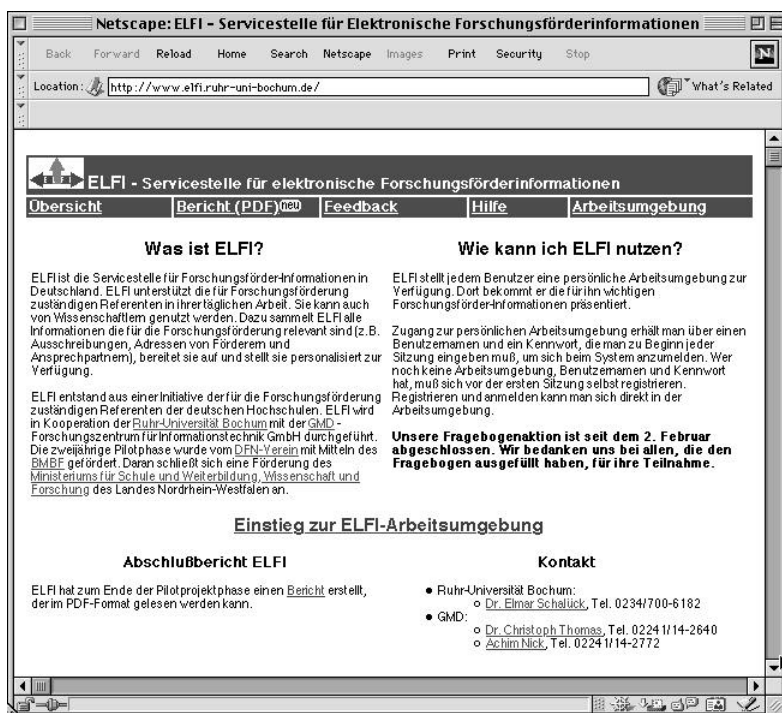 Netscape: ELFI - Servicestelle für Elektronische Forschungsförderinformationen
Back Forward Reload Home Search Netscape Images Print Security Stop
N
Location: http://www.elfi.ruhr-uni-bochum.de/ What's Related
ELFI
ELFI - Servicestelle für elektronische Forschungsförderinformationen
Übersicht Bericht (PDF) neu Feedback Hilfe Arbeitsumgebung
Was ist ELFI?
ELFI ist die Servicestelle für Forschungsförder-Informationen in
Deutschland. ELFI unterstützt die für Forschungsförderung
zuständigen Referenten in ihrer täglichen Arbeit. Sie kann auch
von Wissenschaftlern genutzt werden. Dazu sammelt ELFI alle
Informationen die für die Forschungsförderung relevant sind (z.B.
Ausschreibungen, Adressen von Förderern und
Ansprechpartnern), bereitet sie auf und stellt sie personalisiert zur
Verfügung.
ELFI entstand aus einer Initiative der für die Forschungsförderung
zuständigen Referenten der deutschen Hochschulen. ELFI wird
in Kooperation der Ruhr-Universität Bochum mit der GMD -
Forschungszentrum für Informationstechnik GmbH durchgeführt.
Die zweijährige Pilotphase wurde vom DFN-Verein mit Mitteln des
BMBF gefördert. Daran schließt sich eine Förderung des
Ministeriums für Schule und Weiterbildung, Wissenschaft und
Forschung des Landes Nordrhein-Westfalen an.
Wie kann ich ELFI nutzen?
ELFI stellt jedem Benutzer eine persönliche Arbeitsumgebung zur
Verfügung. Dort bekommt er die für ihn wichtigen
Forschungsförder-Informationen präsentiert.
Zugang zur persönlichen Arbeitsumgebung erhält man über einen
Benutzernamen und ein Kennwort, die man zu Beginn jeder
Sitzung eingeben muß, um sich beim System anzumelden. Wer
noch keine Arbeitsumgebung, Benutzernamen und Kennwort
hat, muß sich vor der ersten Sitzung selbst registrieren.
Registrieren und anmelden kann man sich direkt in der
Arbeitsumgebung.
Unsere Fragebogenaktion ist seit dem 2. Februar
abgeschlossen. Wir bedanken uns bei allen, die den
Fragebogen ausgefüllt haben, für ihre Teilnahme.
Einstieg zur ELFI-Arbeitsumgebung
Abschlußbericht ELFI
ELFI hat zum Ende der Pilotprojektphase einen Bericht erstellt,
der im PDF-Format gelesen werden kann.
Kontakt
Ruhr-Universität Bochum:
Dr. Elmar Schalück, Tel. 0234/700-6182
GMD:
Dr. Christoph Thomas, Tel. 02241/14-2640
Achim Nick, Tel. 02241/14-2772